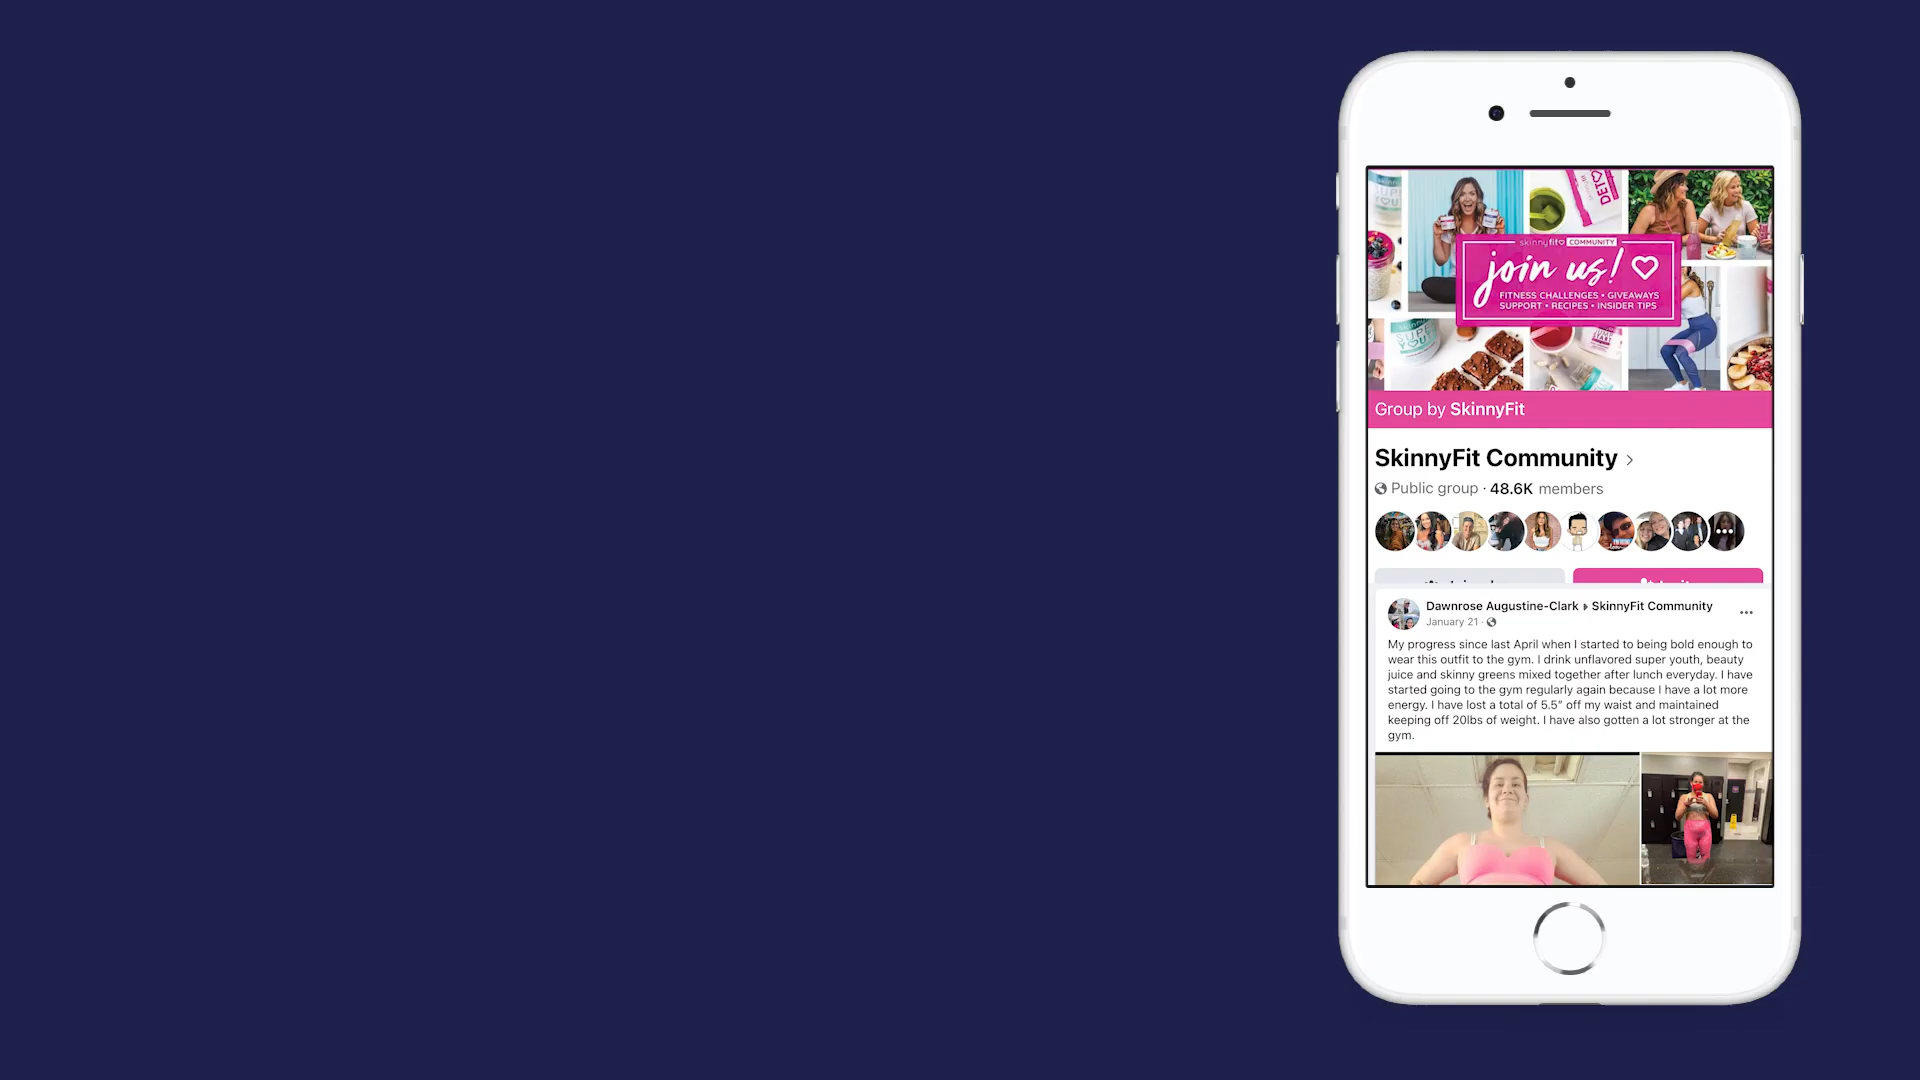 DETOX
skinnyfit COMMUNITY
join us!
FITNESS CHALLENGES • GIVEAWAYS
SUPPORT • RECIPES • INSIDER TIPS
SUPER
YOUTH
Group by SkinnyFit
SkinnyFit Community
Public group · 48.6K members
Dawnrose Augustine-Clark SkinnyFit Community
January 21 ·
My progress since last April when I started to being bold enough to
wear this outfit to the gym. I drink unflavored super youth, beauty
juice and skinny greens mixed together after lunch everyday. I have
started going to the gym regularly again because I have a lot more
energy. I have lost a total of 5.5” off my waist and maintained
keeping off 20lbs of weight. I have also gotten a lot stronger at the
gym.